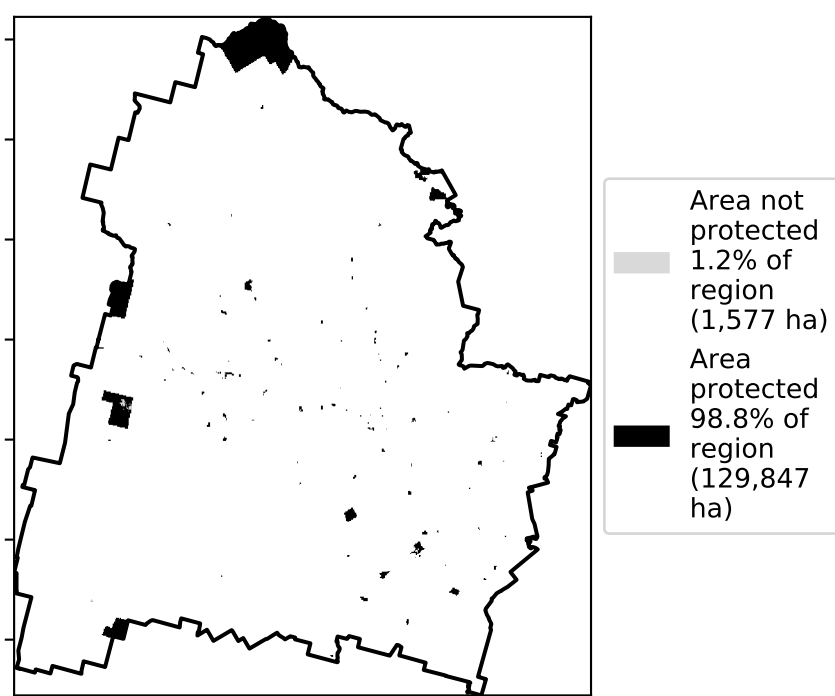 Area not
protected
1.2% of
region
(1,577 ha)
Area
protected
98.8% of
region
(129,847
ha)